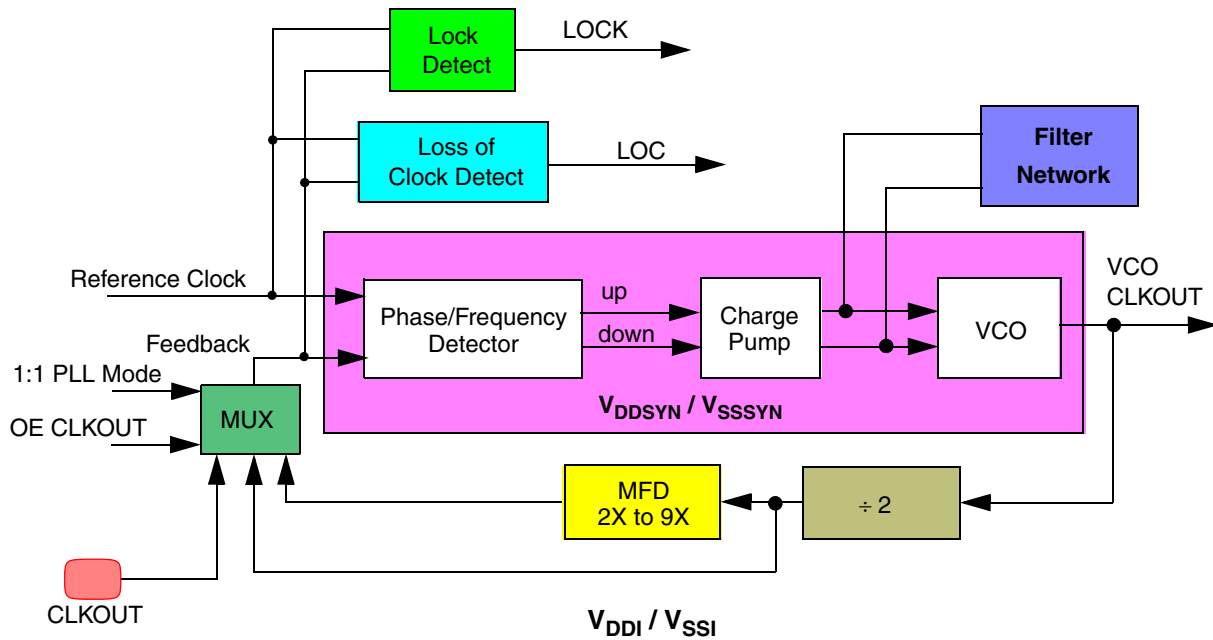 Lock
Detect
LOCK
Loss of
Clock Detect
LOC
Filter
Network
Reference Clock
Phase/Frequency
Detector
up
down
Charge
Pump
VCO
VCO
CLKOUT
Feedback
1:1 PLL Mode
OE CLKOUT
MUX
VDDSYN / VSSSYN
MFD
2X to 9X
÷ 2
CLKOUT
VDDI / VSSI